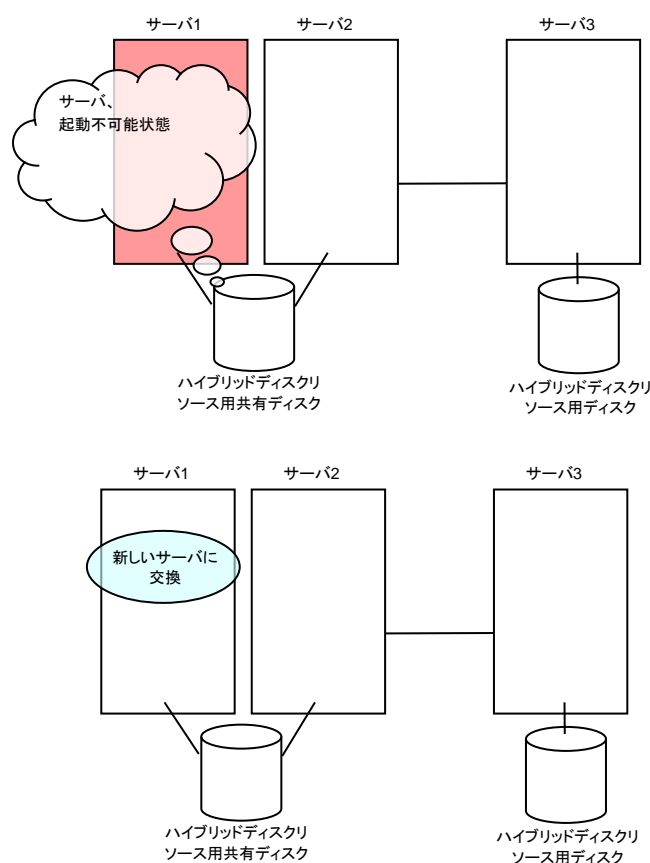 サーバ1
サーバ2
サーバ3
サーバ、
起動不可能状態
ハイブリッドディスクリ
ソース用共有ディスク
ハイブリッドディスクリ
ソース用ディスク
サーバ1
サーバ2
サーバ3
新しいサーバに
交換
ハイブリッドディスクリ
ソース用共有ディスク
ハイブリッドディスクリ
ソース用ディスク